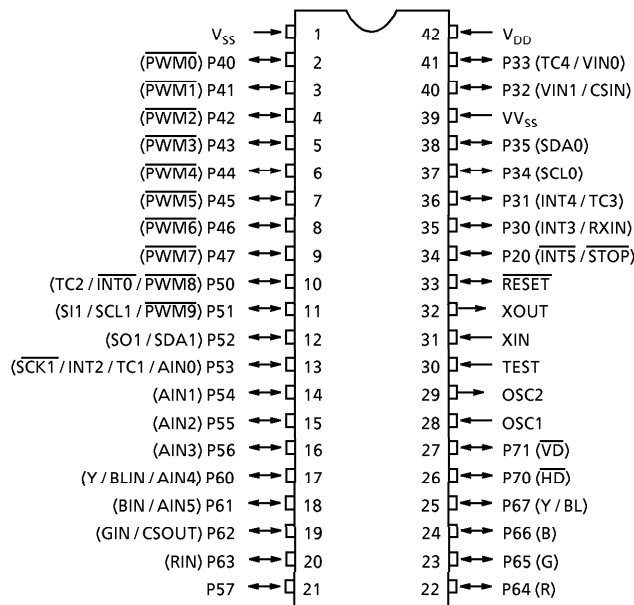 VSS 1 42 VDD
(PWM0) P40 2 41 P33 (TC4 / VIN0)
(PWM1) P41 3 40 P32 (VIN1 / CSIN)
(PWM2) P42 4 39 VVSS
(PWM3) P43 5 38 P35 (SDA0)
(PWM4) P44 6 37 P34 (SCL0)
(PWM5) P45 7 36 P31 (INT4 / TC3)
(PWM6) P46 8 35 P30 (INT3 / RXIN)
(PWM7) P47 9 34 P20 (INT5 / STOP)
(TC2 / INT0 / PWM8) P50 10 33 RESET
(SI1 / SCL1 / PWM9) P51 11 32 XOUT
(SO1 / SDA1) P52 12 31 XIN
(SCK1 / INT2 / TC1 / AIN0) P53 13 30 TEST
(AIN1) P54 14 29 OSC2
(AIN2) P55 15 28 OSC1
(AIN3) P56 16 27 P71 (VD)
(Y / BLIN / AIN4) P60 17 26 P70 (HD)
(BIN / AIN5) P61 18 25 P67 (Y / BL)
(GIN / CSOUT) P62 19 24 P66 (B)
(RIN) P63 20 23 P65 (G)
P57 21 22 P64 (R)